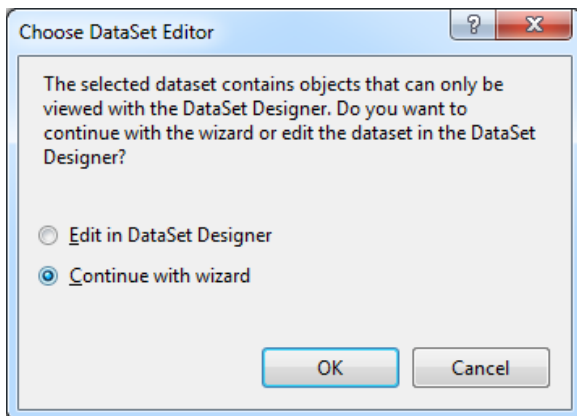 Choose DataSet Editor
?
The selected dataset contains objects that can only be
viewed with the DataSet Designer. Do you want to
continue with the wizard or edit the dataset in the DataSet
Designer?
Edit in DataSet Designer
Continue with wizard
OK Cancel